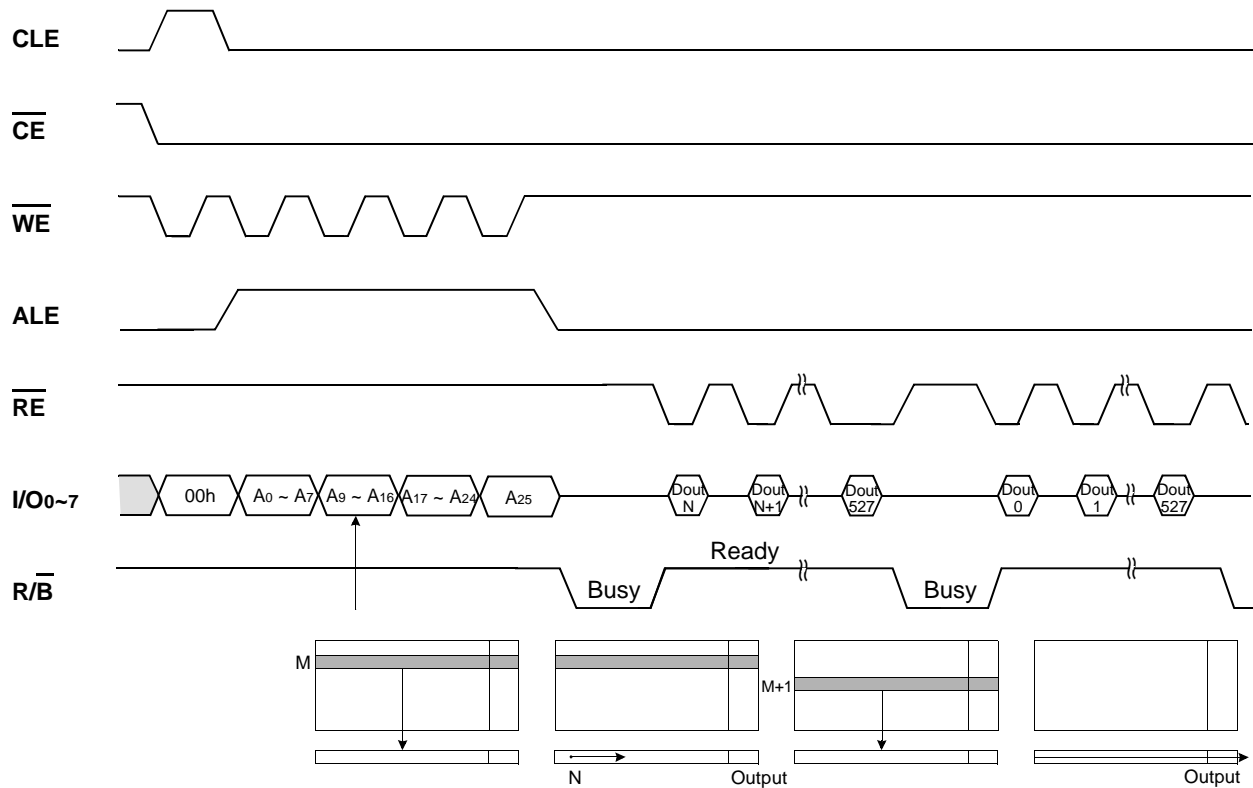 CLE
CE
WE
ALE
RE
I/O0~7 00h A0 ~ A7 A9 ~ A16 A17 ~ A24 A25 Dout N Dout N+1 Dout 527 Dout 0 Dout 1 Dout 527
R/B Busy Ready Busy
M M+1
N Output Output